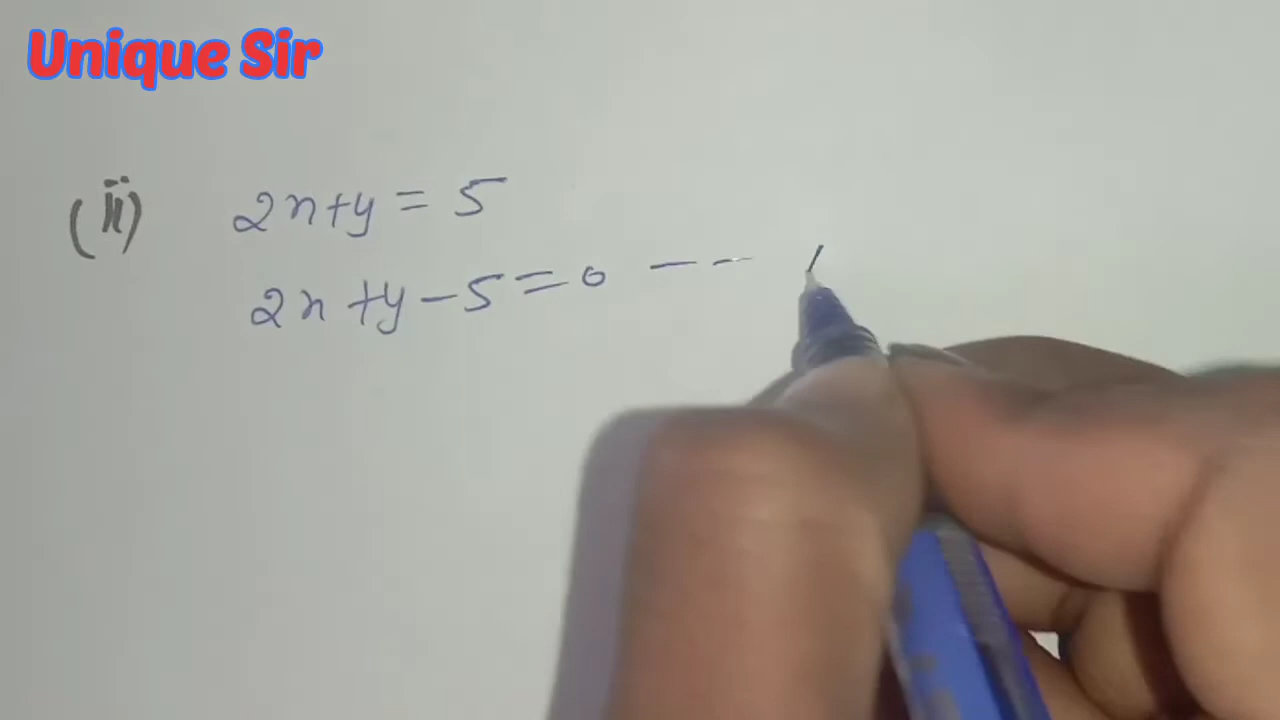 Unique Sir
(ii) 2x+y = 5
2x+y-5=0 --